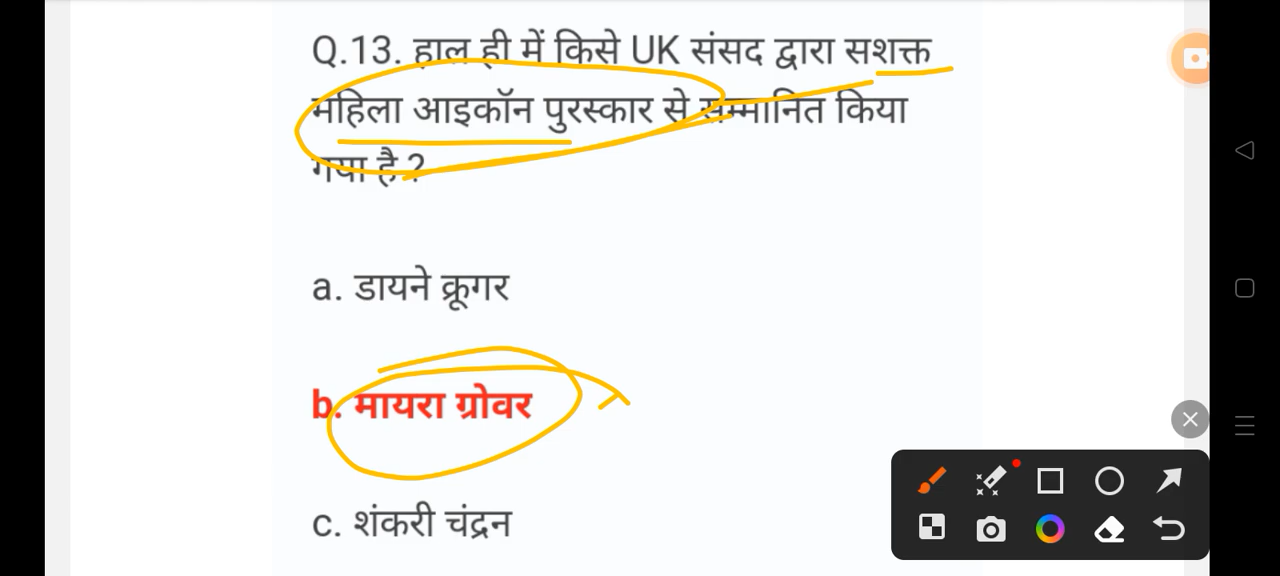 Q.13. हाल ही में किसे UK संसद द्वारा सशक्त
महिला आइकॉन पुरस्कार से सम्मानित किया
गया है ?
a. डायने क्रूगर
b. मायरा ग्रोवर
c. शंकरी चंद्रन